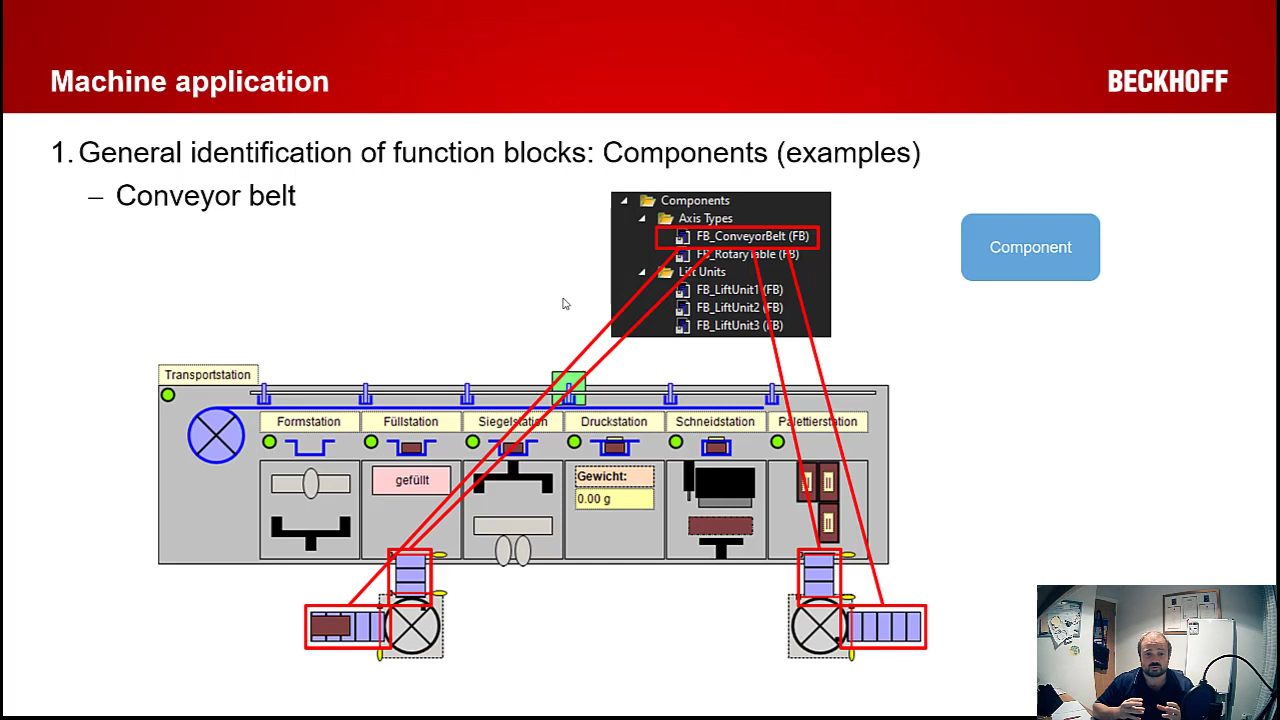 Machine application
BECKHOFF
1. General identification of function blocks: Components (examples)
– Conveyor belt
Components
Axis Types
FB_ConveyorBelt (FB)
FB_RotaryTable (FB)
Lift Units
FB_LiftUnit1 (FB)
FB_LiftUnit2 (FB)
FB_LiftUnit3 (FB)
Component
Transportstation
Formstation
Füllstation
Siegelstation
Druckstation
Schneidstation
Palettierstation
gefüllt
Gewicht:
0.00 g